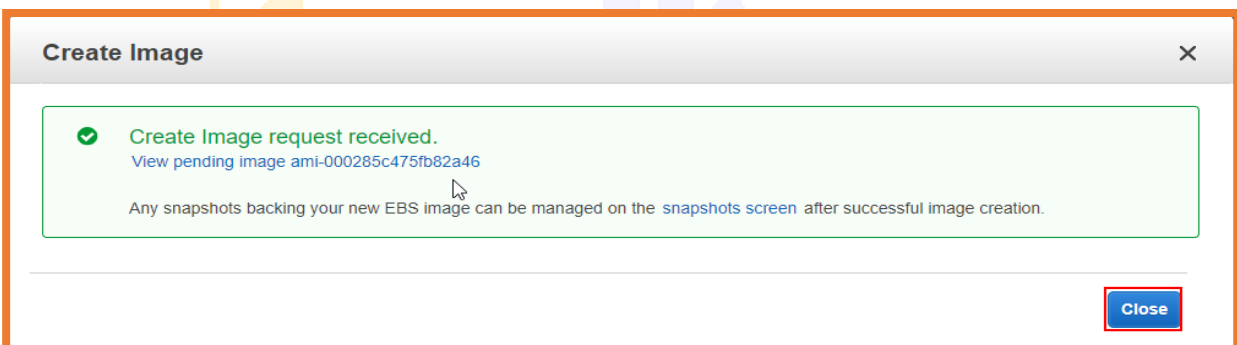 Create Image
Create Image request received.
View pending image ami-000285c475fb82a46
Any snapshots backing your new EBS image can be managed on the snapshots screen after successful image creation.
Close